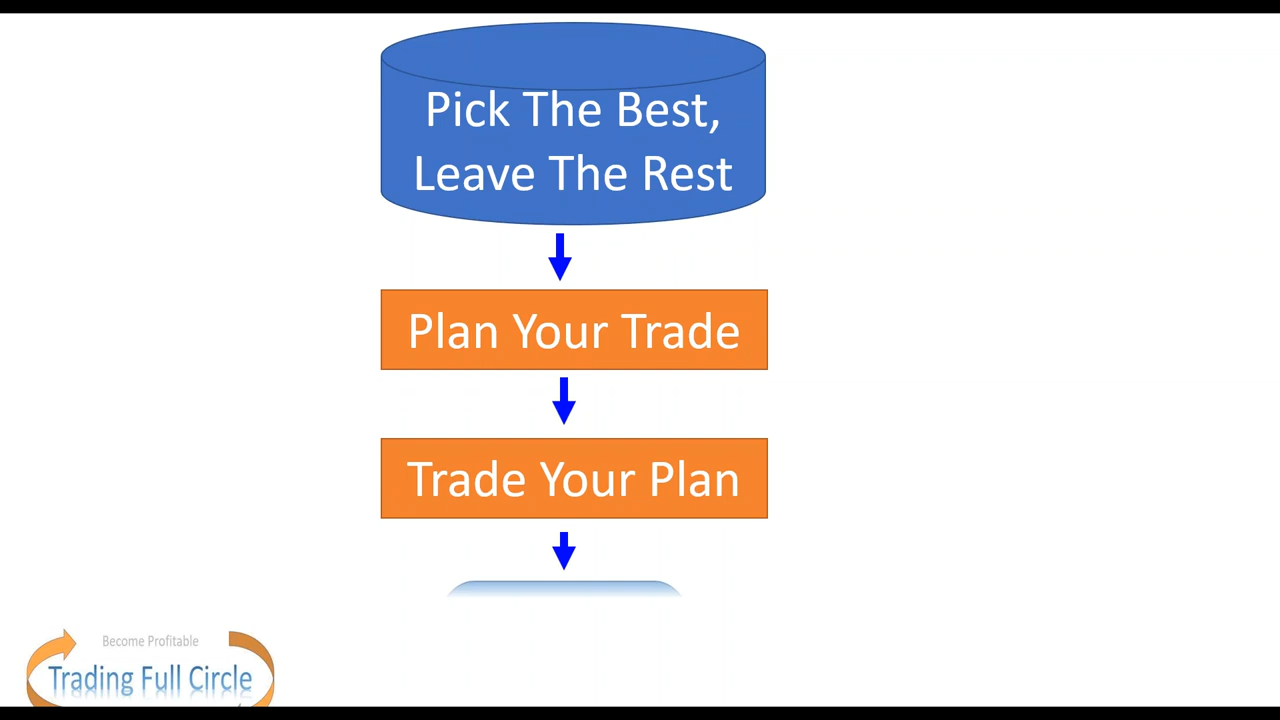 Pick The Best,
Leave The Rest
Plan Your Trade
Trade Your Plan
Become Profitable
Trading Full Circle